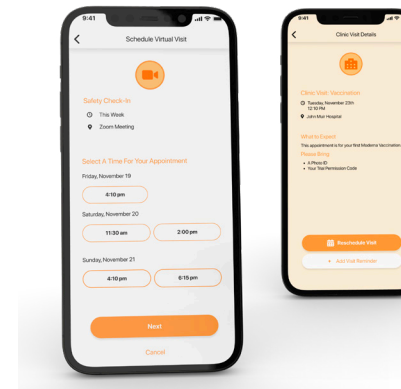 9:41
Schedule Virtual Visit
Safety Check-In
This Week
Zoom Meeting
Select A Time For Your Appointment
Friday, November 19
4:10 pm
Saturday, November 20
11:30 am
2:00 pm
Sunday, November 21
4:10 pm
6:15 pm
Next
Cancel
9:41
Clinic Visit Details
Clinic Visit: Vaccination
Tuesday, November 23th
12:10 PM
John Muir Hospital
What to Expect:
This appointment is for your first Moderna Vaccination.
Please Bring:
• A Photo ID
• Your Trial Permission Code
Reschedule Visit
+ Add Visit Reminder